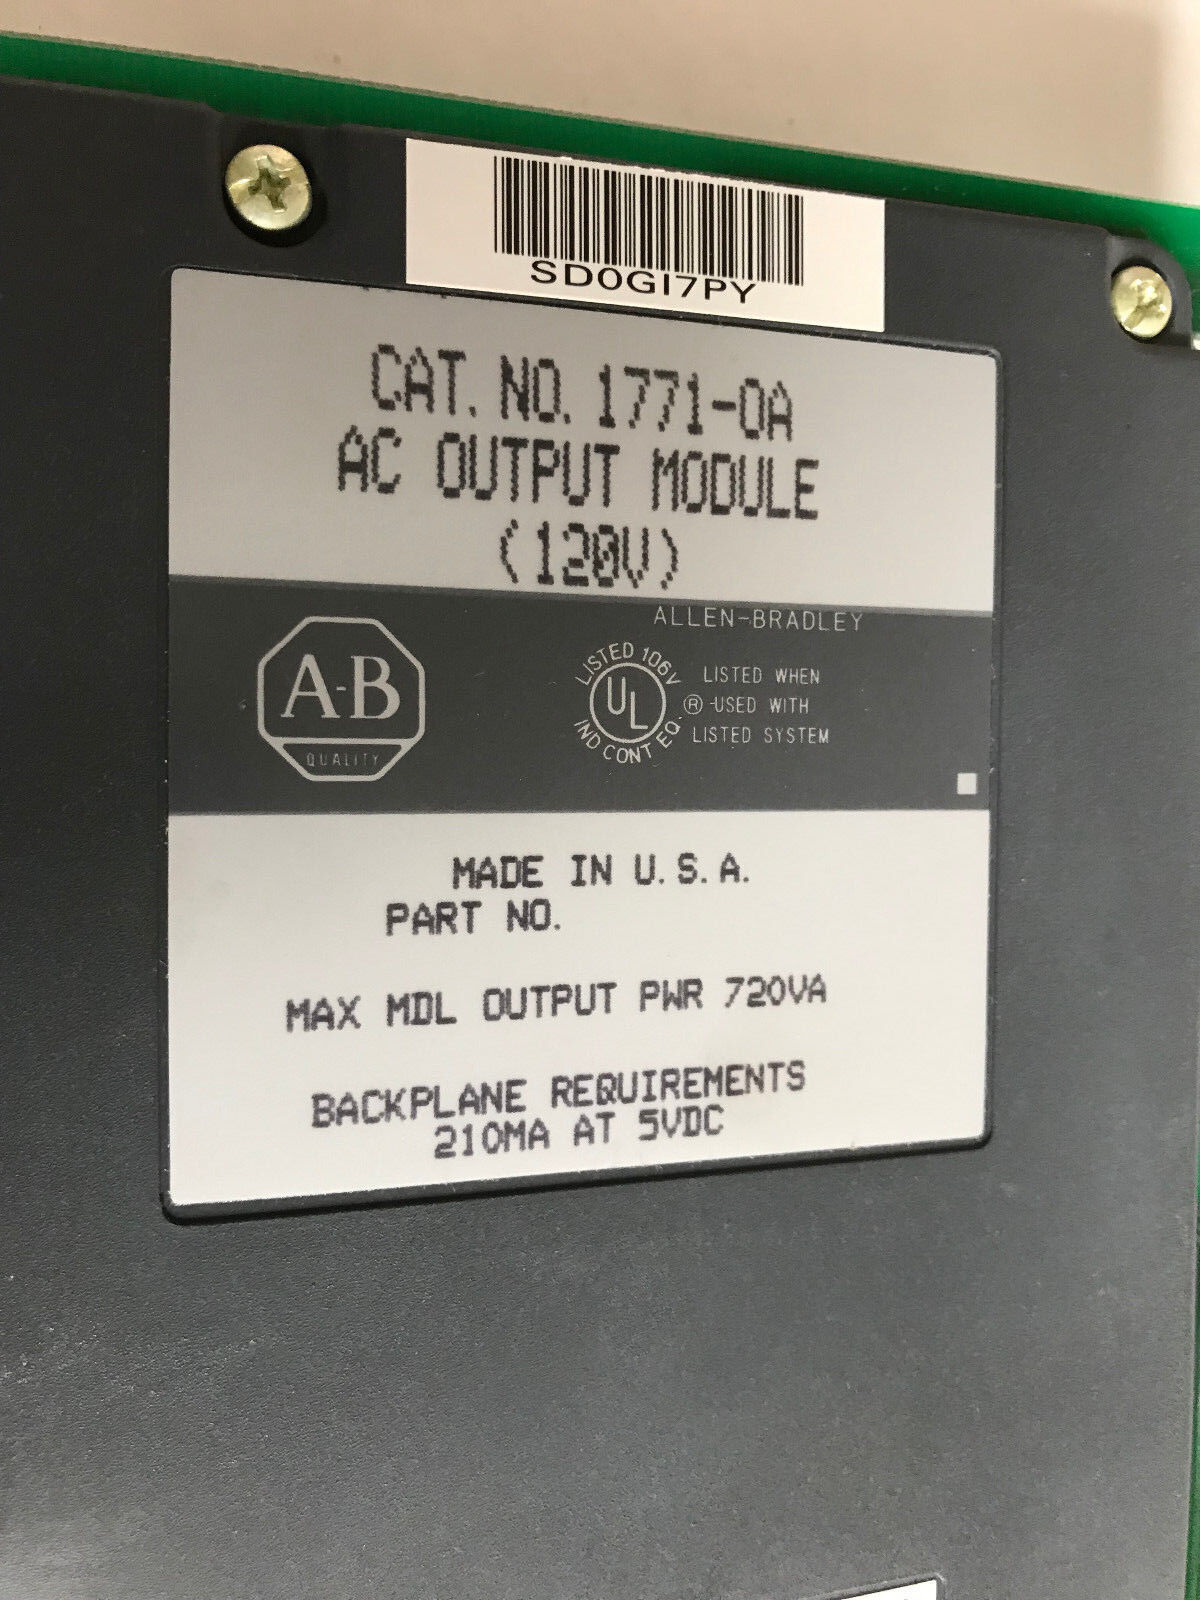 SD0GI7PY
CAT. NO. 1771-OA
AC OUTPUT MODULE
(120V)
ALLEN-BRADLEY
A-B
QUALITY
LISTED 106V
UL
IND CONT EQ.
®
LISTED WHEN
USED WITH
LISTED SYSTEM
MADE IN U.S.A.
PART NO.
MAX MDL OUTPUT PWR 720VA
BACKPLANE REQUIREMENTS
210MA AT 5VDC